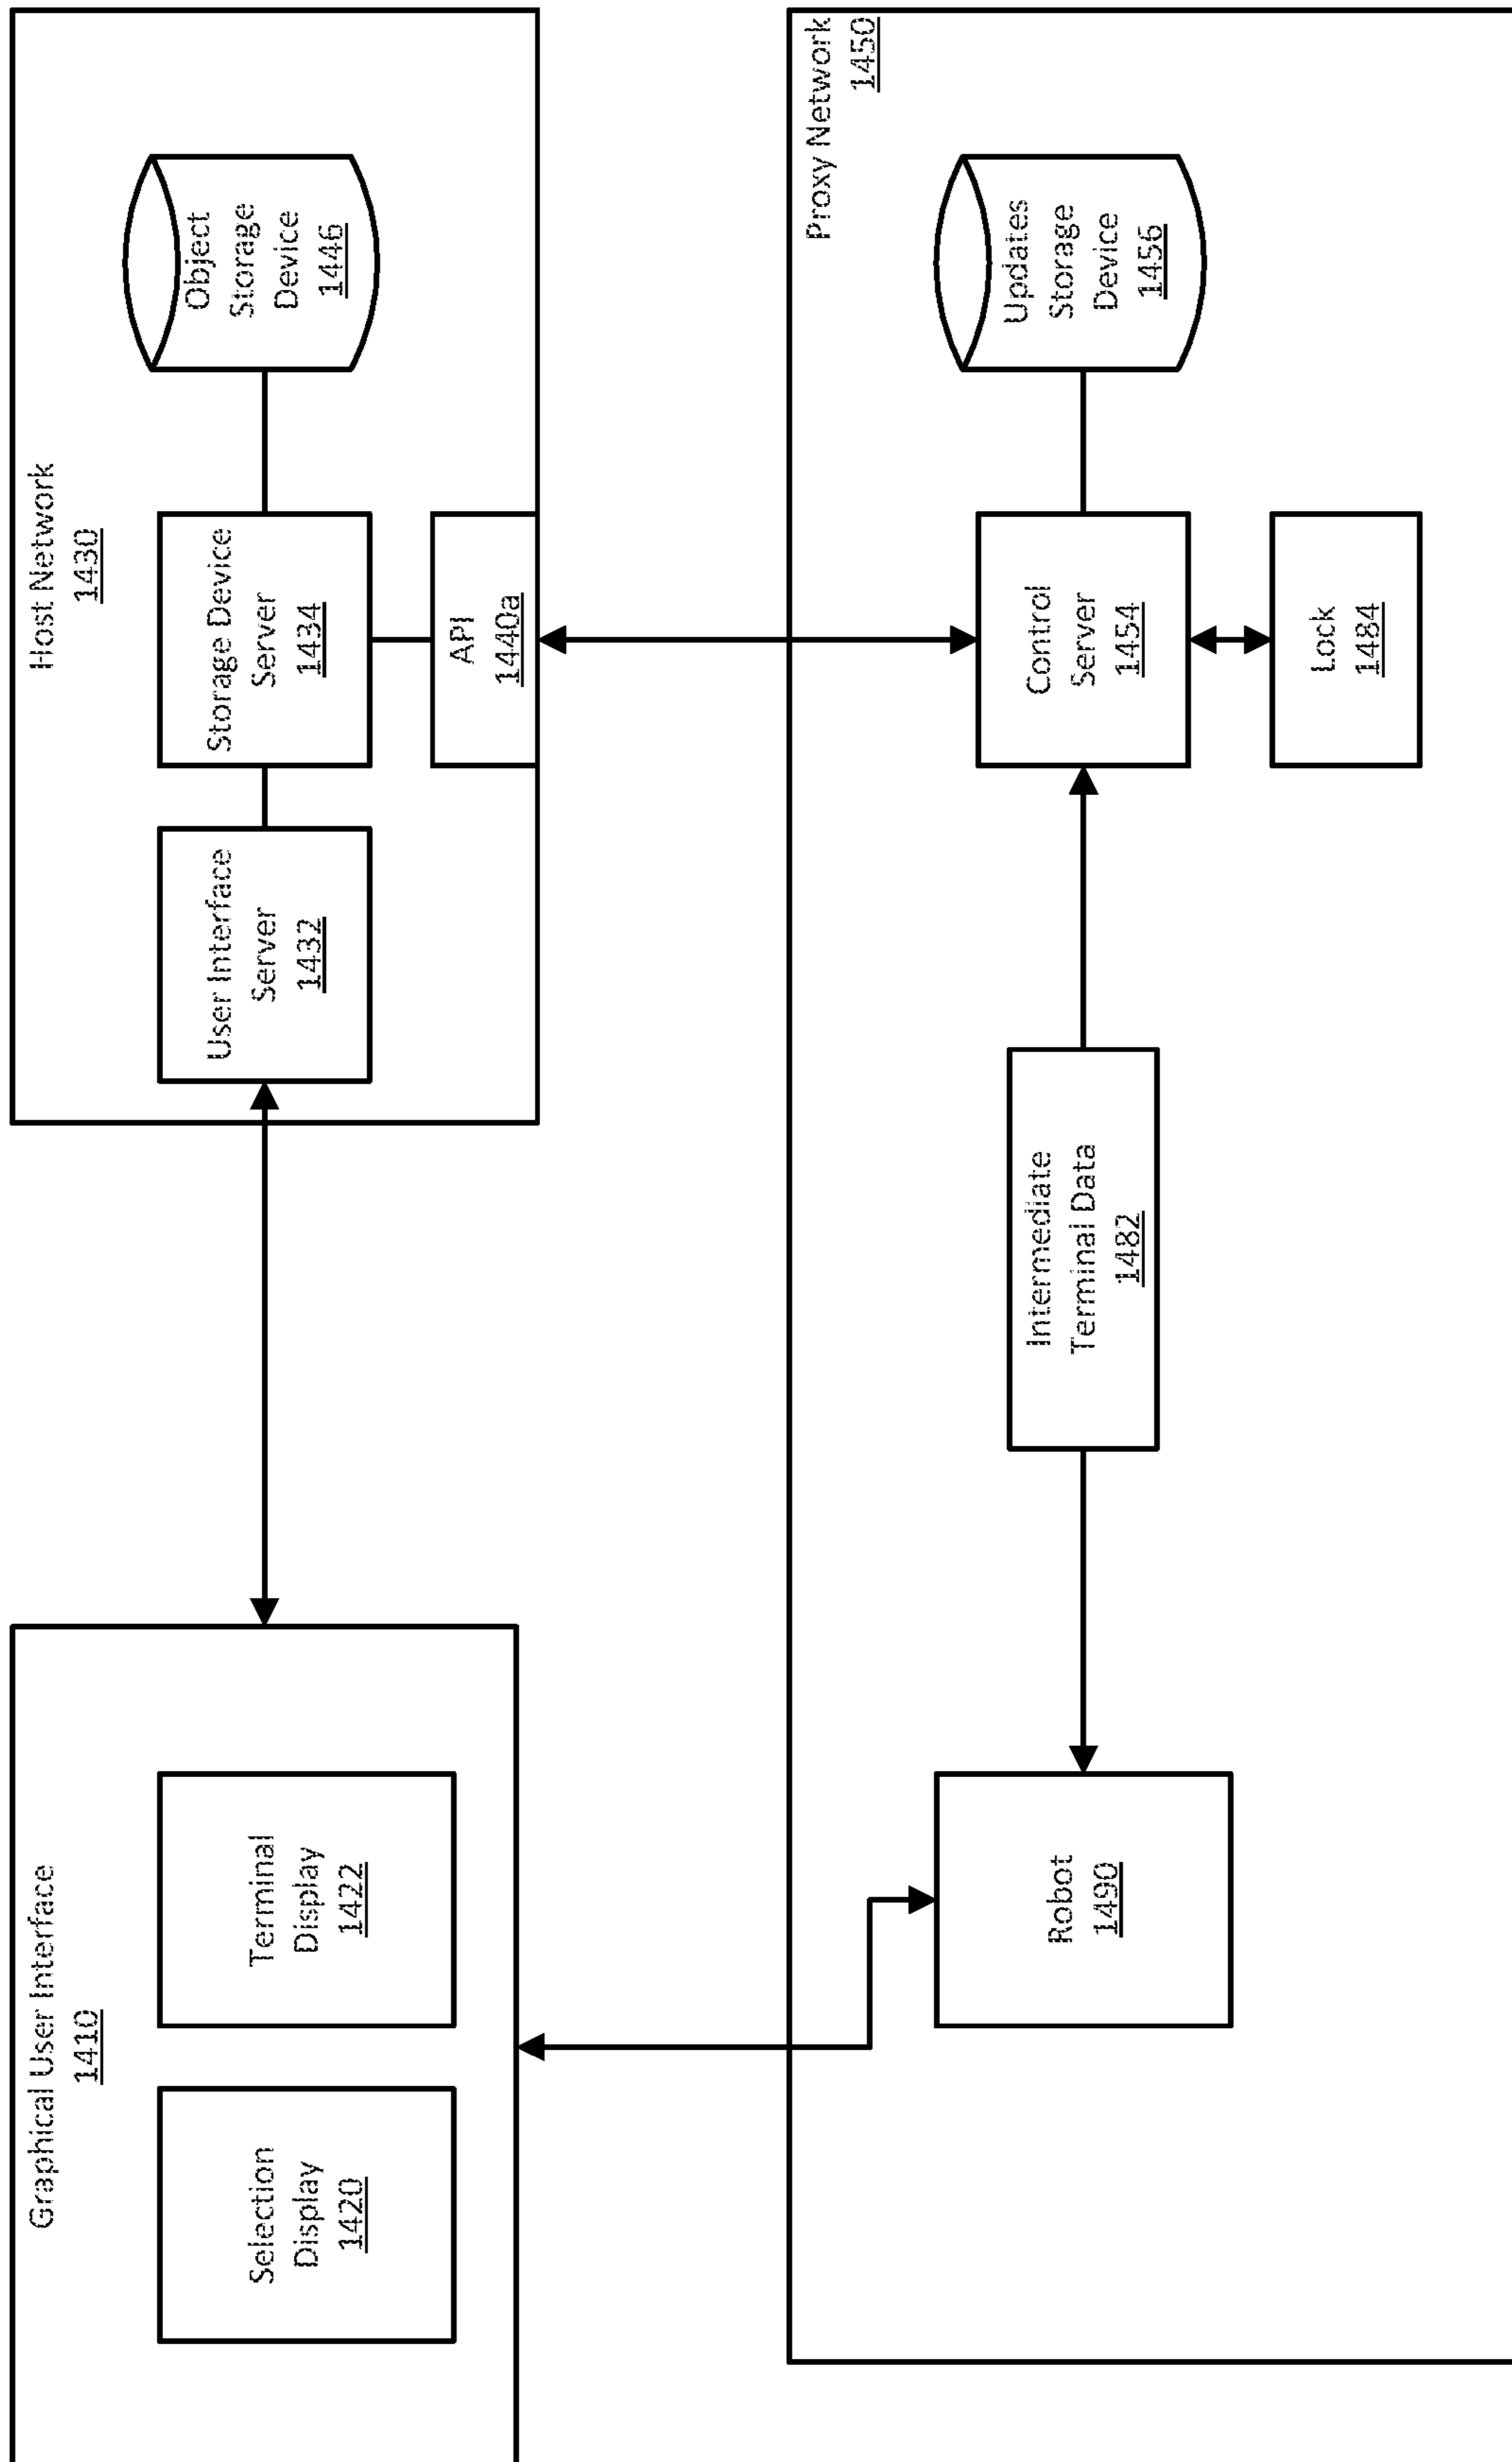 Graphical User Interface
1410
Selection
Display
1420
Terminal
Display
1422
Host Network
1430
User Interface
Server
1432
Storage Device
Server
1434
Object
Storage
Device
1446
API
1440a
Proxy Network
1450
Robot
1490
Intermediate
Terminal Data
1482
Control
Server
1454
Updates
Storage
Device
1456
Lock
1484